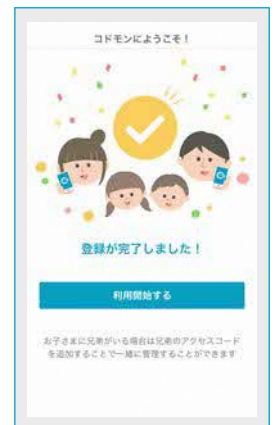 コドモンにようこそ！
登録が完了しました！
利用開始する
お子さまに兄弟がいる場合は兄弟のアクセスコード
を追加することで一緒に管理することができます